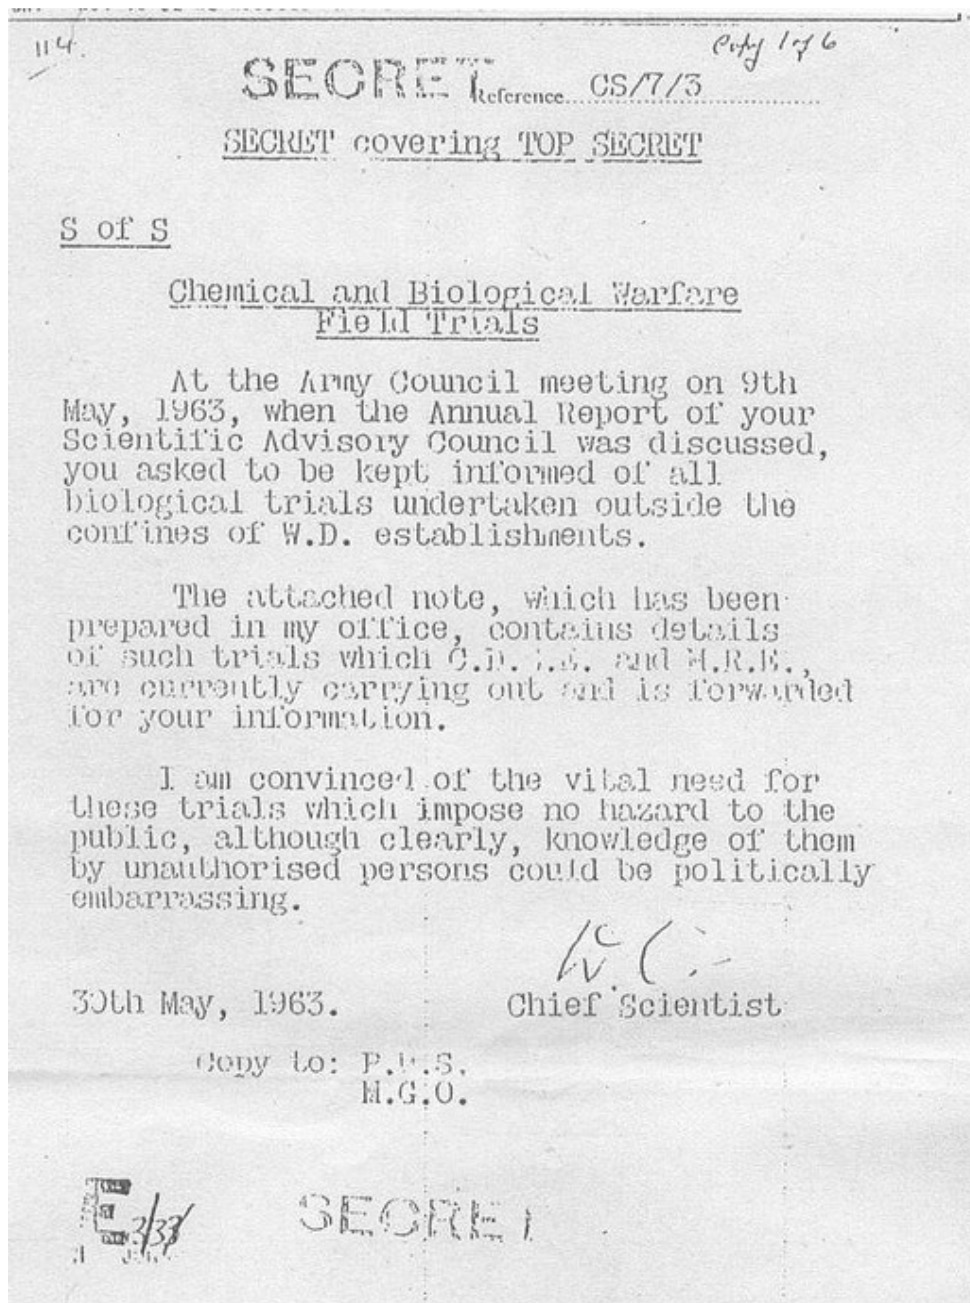 114.
Copy 1 of 6
SECRET
Reference CS/7/3
SECRET covering TOP SECRET
S of S
Chemical and Biological Warfare
Field Trials
At the Army Council meeting on 9th
May, 1963, when the Annual Report of your
Scientific Advisory Council was discussed,
you asked to be kept informed of all
biological trials undertaken outside the
confines of W.D. establishments.
The attached note, which has been
prepared in my office, contains details
of such trials which C.D.E.E. and M.R.E.,
are currently carrying out and is forwarded
for your information.
I am convinced of the vital need for
these trials which impose no hazard to the
public, although clearly, knowledge of them
by unauthorised persons could be politically
embarrassing.
30th May, 1963.
Chief Scientist
Copy to: P.U.S.
M.G.O.
E
3/33
SECRET